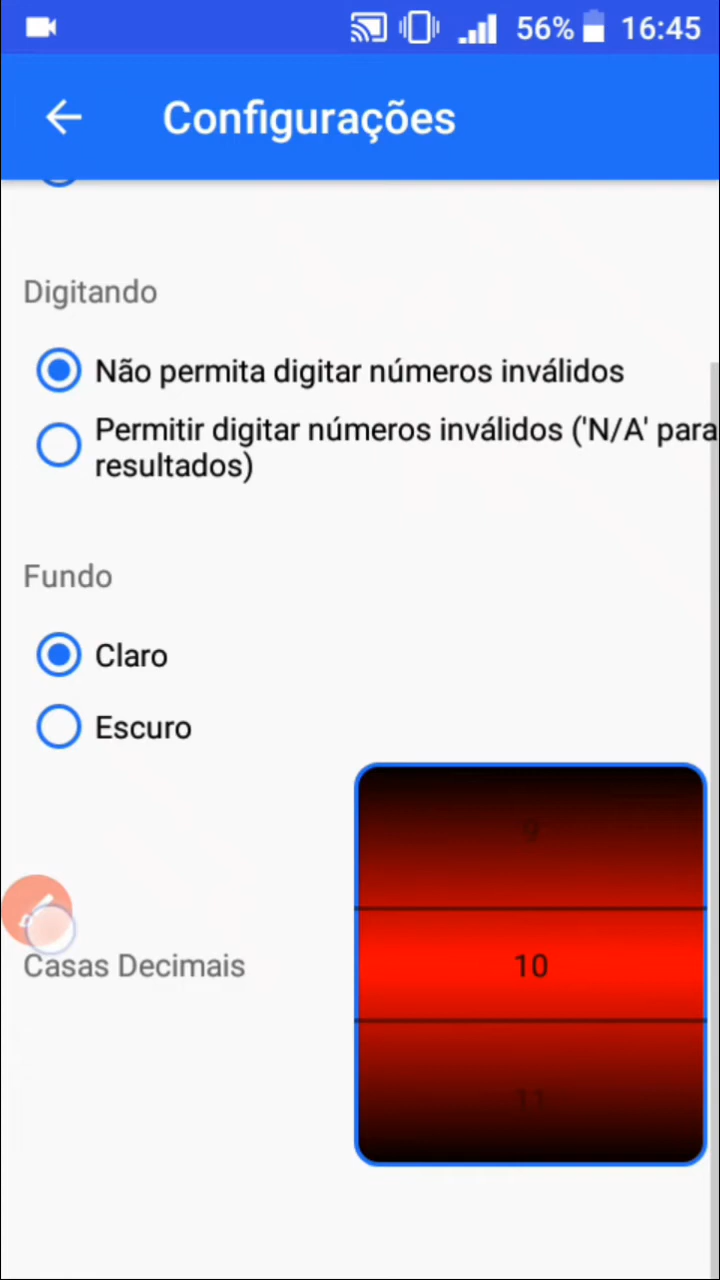 56% 16:45
Configurações
Digitando
Não permita digitar números inválidos
Permitir digitar números inválidos ('N/A' para
resultados)
Fundo
Claro
Escuro
9
Casas Decimais 10
11